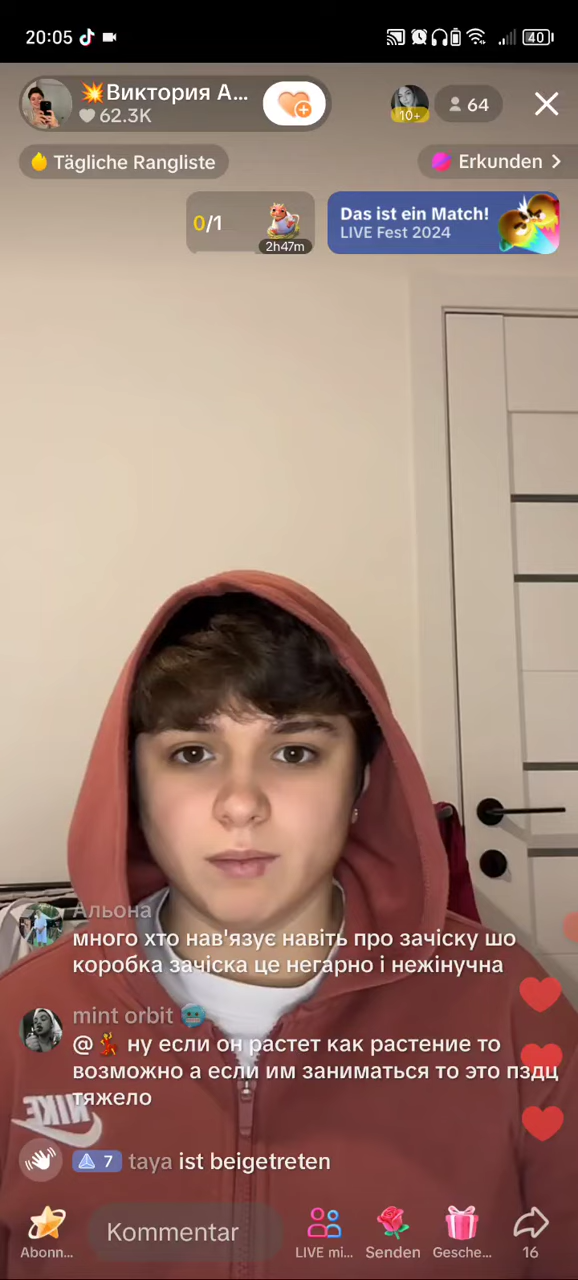 20:05
40
💥Виктория А...
62.3K
10+
64
Tägliche Rangliste
Erkunden
0/1
2h47m
Das ist ein Match!
LIVE Fest 2024
Альона
много хто нав'язує навіть про зачіску шо
коробка зачіска це негарно і нежінучна
mint orbit 🥶
@💃 ну если он растет как растение то
возможно а если им заниматься то это пздц
тяжело
NIKE
7 taya ist beigetreten
Kommentar
Abonn...
LIVE mi...
Senden
Gesche...
16